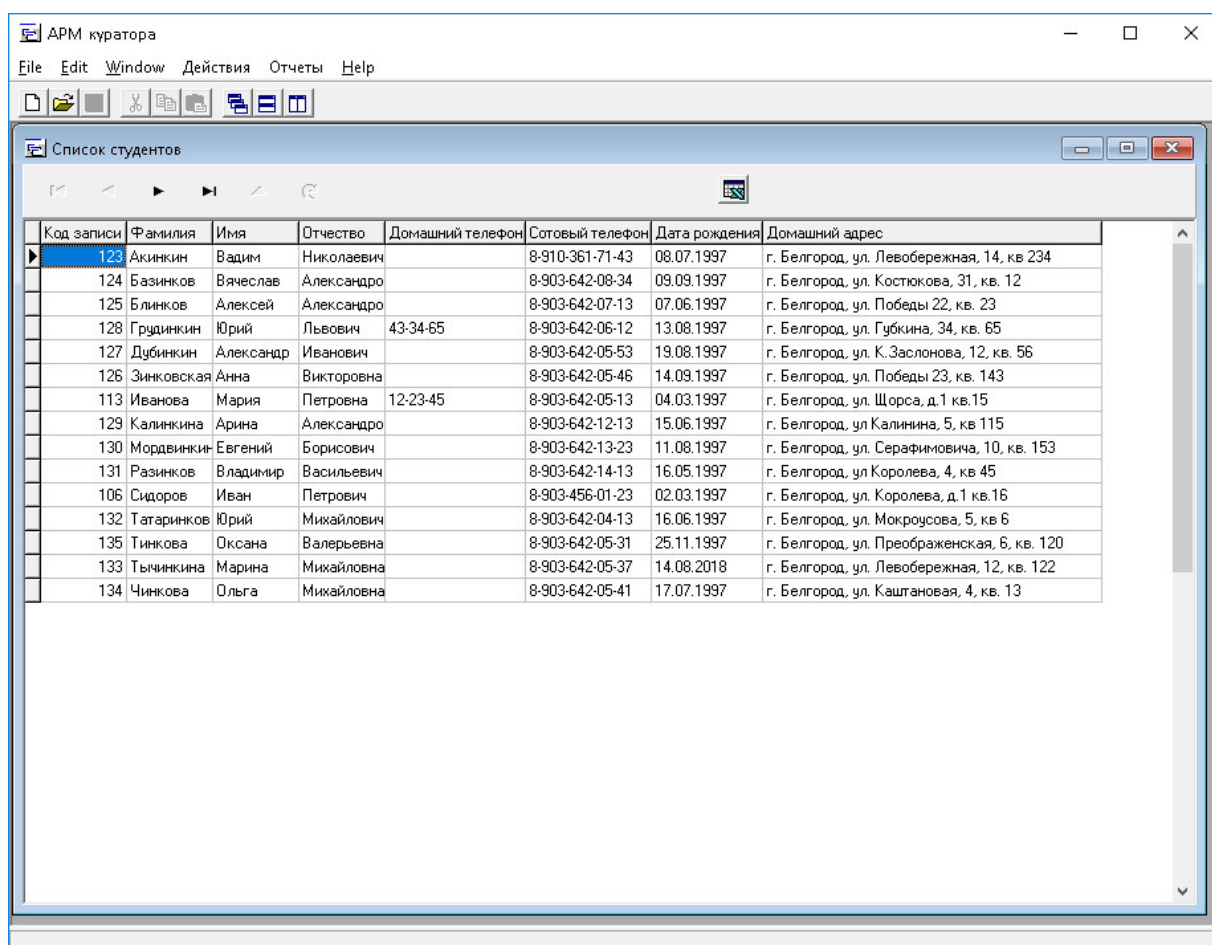 АРМ куратора
File Edit Window Действия Отчеты Help
Список студентов
Код записи Фамилия Имя Отчество Домашний телефон Сотовый телефон Дата рождения Домашний адрес
123 Акинкин Вадим Николаевич 8-910-361-71-43 08.07.1997 г. Белгород, ул. Левобережная, 14, кв 234
124 Базинков Вячеслав Александро 8-903-642-08-34 09.09.1997 г. Белгород, ул. Костюкова, 31, кв. 12
125 Блинков Алексей Александро 8-903-642-07-13 07.06.1997 г. Белгород, ул. Победы 22, кв. 23
128 Грудинкин Юрий Львович 43-34-65 8-903-642-06-12 13.08.1997 г. Белгород, ул. Губкина, 34, кв. 65
127 Дубинкин Александр Иванович 8-903-642-05-53 19.08.1997 г. Белгород, ул. К.Заслонова, 12, кв. 56
126 Зинковская Анна Викторовна 8-903-642-05-46 14.09.1997 г. Белгород, ул. Победы 23, кв. 143
113 Иванова Мария Петровна 12-23-45 8-903-642-05-13 04.03.1997 г. Белгород, ул. Щорса, д.1 кв.15
129 Калинкина Арина Александро 8-903-642-12-13 15.06.1997 г. Белгород, ул Калинина, 5, кв 115
130 Мордвинкин Евгений Борисович 8-903-642-13-23 11.08.1997 г. Белгород, ул. Серафимовича, 10, кв. 153
131 Разинков Владимир Васильевич 8-903-642-14-13 16.05.1997 г. Белгород, ул Королева, 4, кв 45
106 Сидоров Иван Петрович 8-903-456-01-23 02.03.1997 г. Белгород, ул. Королева, д.1 кв.16
132 Татаринков Юрий Михайлович 8-903-642-04-13 16.06.1997 г. Белгород, ул. Мокроусова, 5, кв 6
135 Тинкова Оксана Валерьевна 8-903-642-05-31 25.11.1997 г. Белгород, ул. Преображенская, 6, кв. 120
133 Тычинкина Марина Михайловна 8-903-642-05-37 14.08.2018 г. Белгород, ул. Левобережная, 12, кв. 122
134 Чинкова Ольга Михайловна 8-903-642-05-41 17.07.1997 г. Белгород, ул. Каштановая, 4, кв. 13